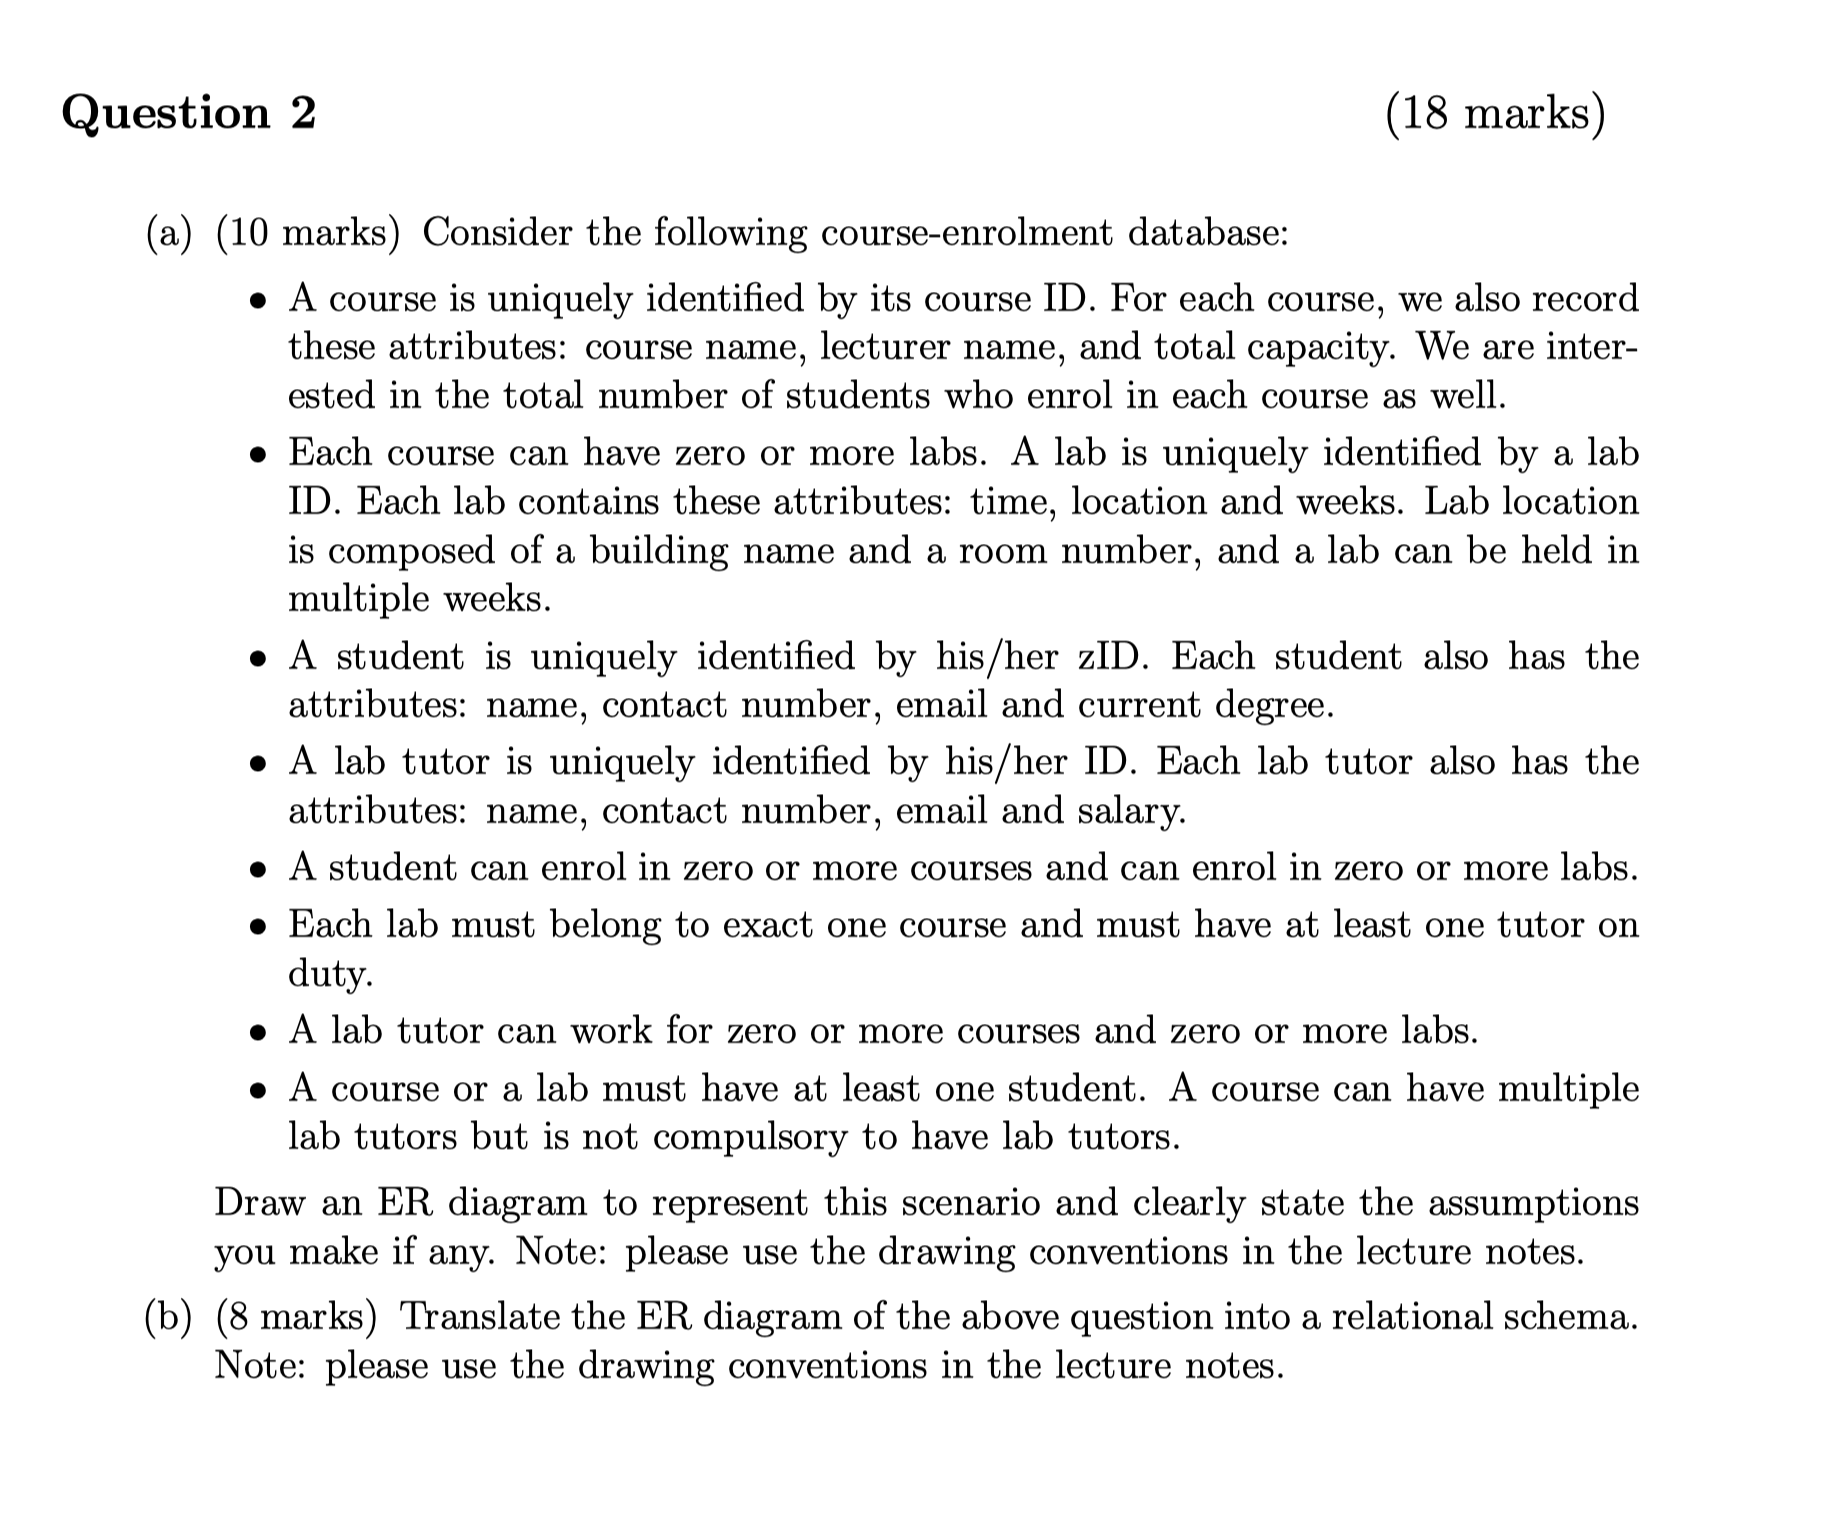 Question 2 (18 marks)
(a) (10 marks) Consider the following course-enrolment database:
• A course is uniquely identified by its course ID. For each course, we also record
these attributes: course name, lecturer name, and total capacity. We are inter-
ested in the total number of students who enrol in each course as well.
• Each course can have zero or more labs. A lab is uniquely identified by a lab
ID. Each lab contains these attributes: time, location and weeks. Lab location
is composed of a building name and a room number, and a lab can be held in
multiple weeks.
• A student is uniquely identified by his/her zID. Each student also has the
attributes: name, contact number, email and current degree.
• A lab tutor is uniquely identified by his/her ID. Each lab tutor also has the
attributes: name, contact number, email and salary.
• A student can enrol in zero or more courses and can enrol in zero or more labs.
• Each lab must belong to exact one course and must have at least one tutor on
duty.
• A lab tutor can work for zero or more courses and zero or more labs.
• A course or a lab must have at least one student. A course can have multiple
lab tutors but is not compulsory to have lab tutors.
Draw an ER diagram to represent this scenario and clearly state the assumptions
you make if any. Note: please use the drawing conventions in the lecture notes.
(b) (8 marks) Translate the ER diagram of the above question into a relational schema.
Note: please use the drawing conventions in the lecture notes.